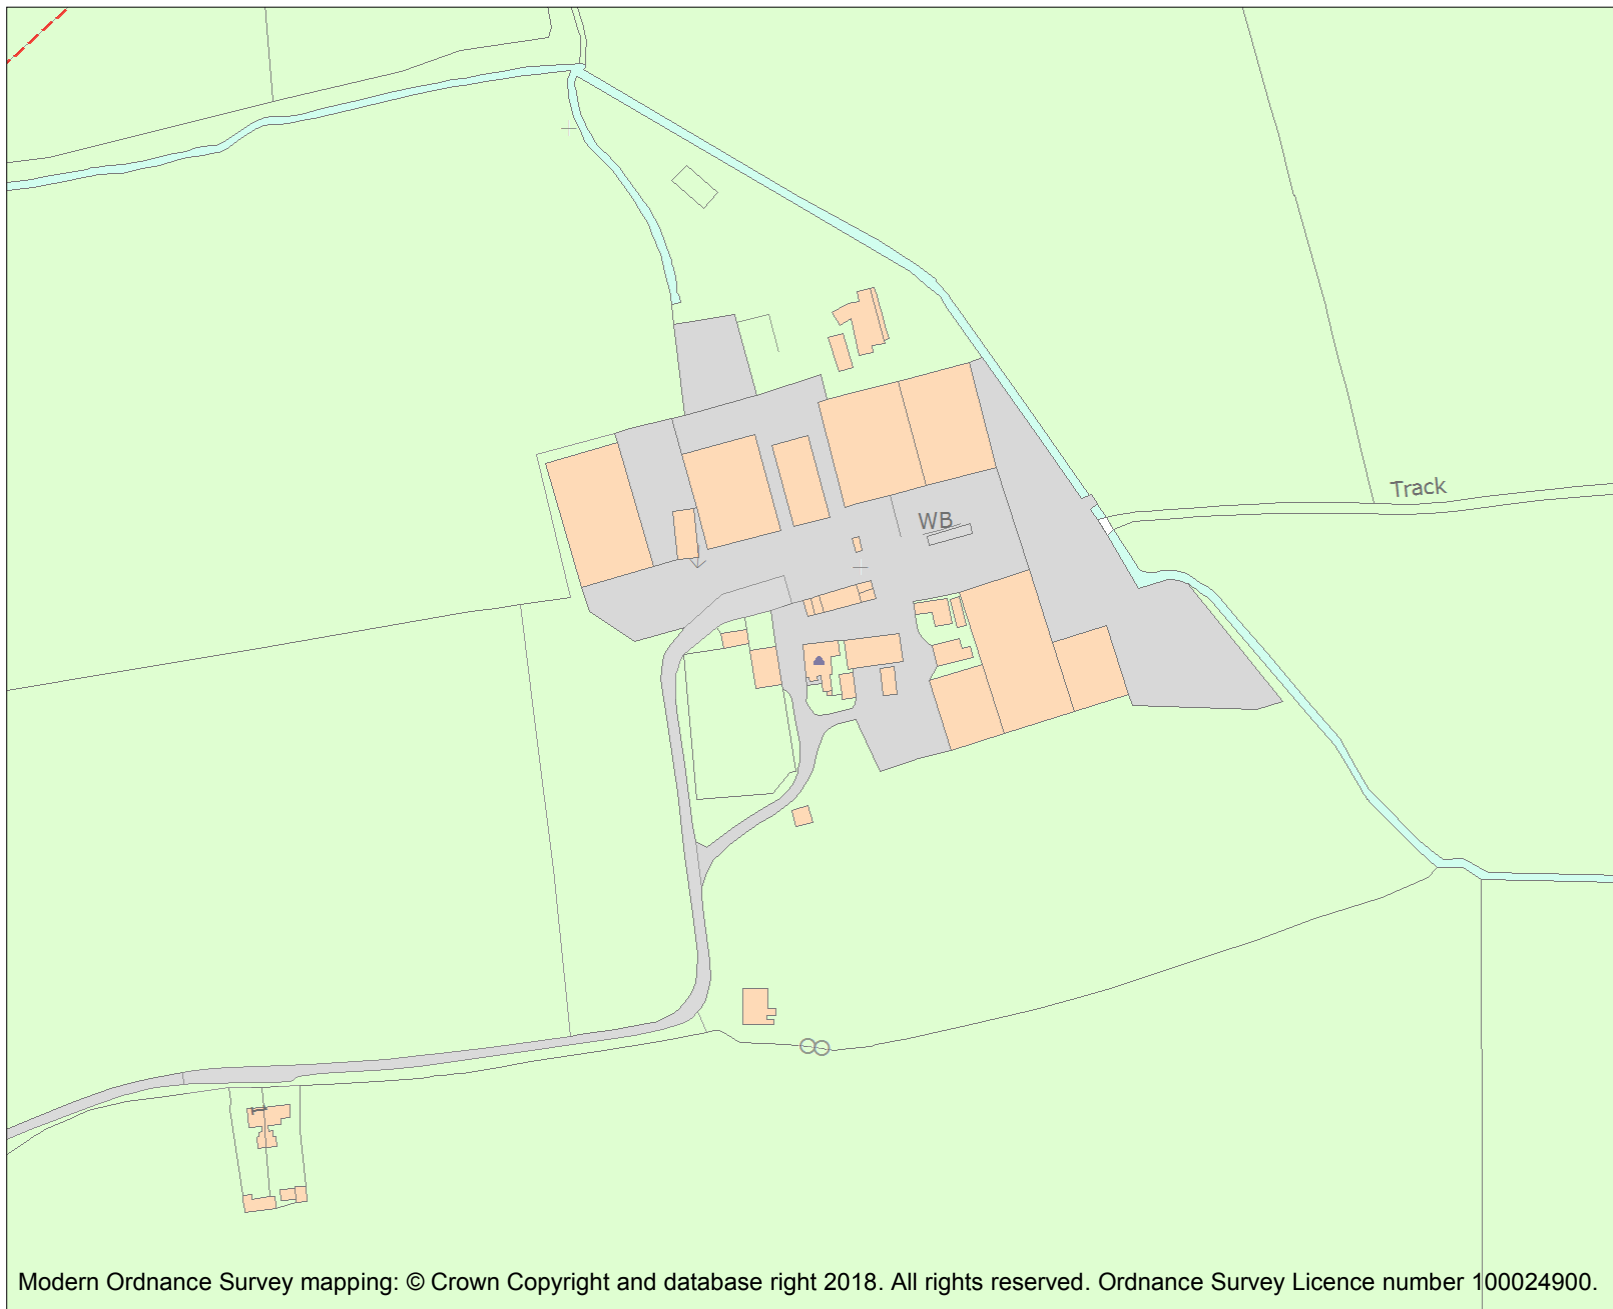 Track
WB
1
Modern Ordnance Survey mapping: © Crown Copyright and database right 2018. All rights reserved. Ordnance Survey Licence number 100024900.